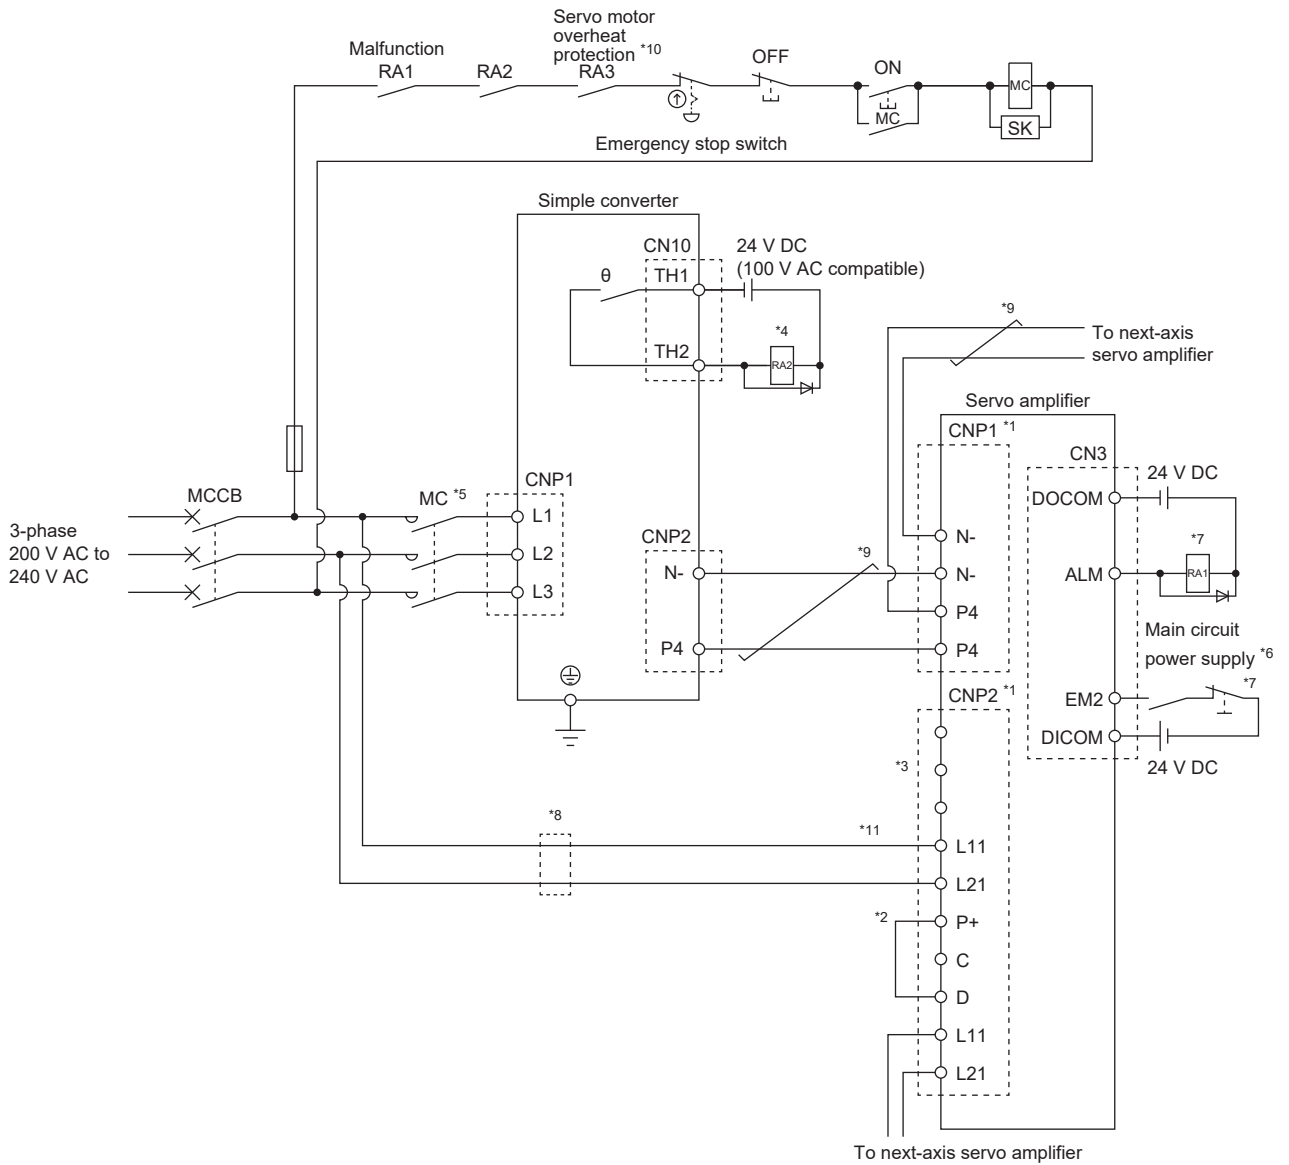 Servo motor
overheat
protection *10
Malfunction
RA1
RA2
RA3
OFF
ON
MC
MC
SK
Emergency stop switch
Simple converter
CN10
24 V DC
(100 V AC compatible)
θ
TH1
*4
TH2
RA2
*9
To next-axis
servo amplifier
Servo amplifier
CNP1 *1
CN3
24 V DC
DOCOM
MCCB
MC *5
CNP1
3-phase
200 V AC to
240 V AC
L1
L2
L3
CNP2
N-
P4
*9
N-
N-
P4
P4
*7
ALM
RA1
Main circuit
power supply *6
*7
EM2
DICOM
24 V DC
CNP2 *1
*3
*8
*11
L11
L21
*2
P+
C
D
L11
L21
To next-axis servo amplifier